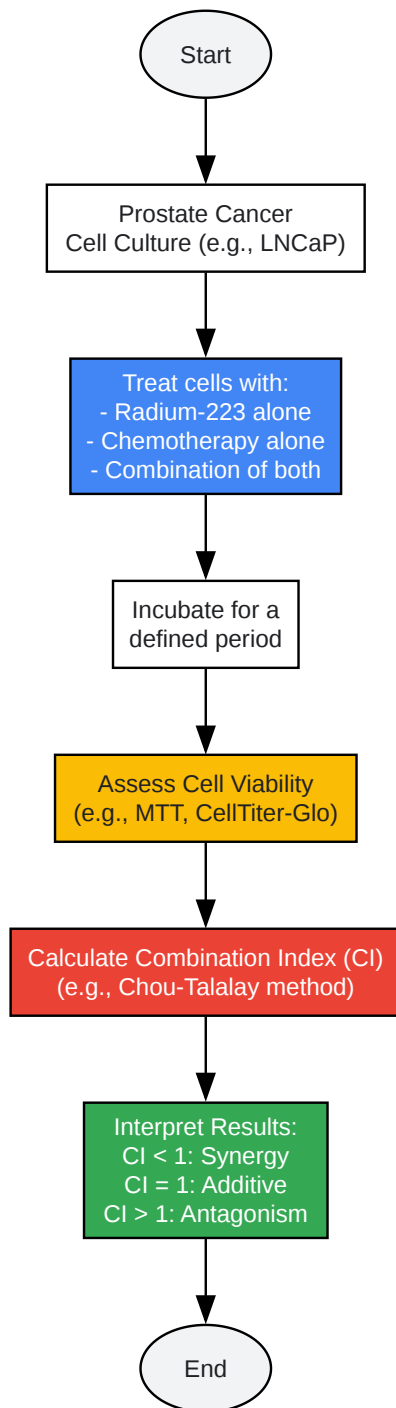 Start
Prostate Cancer
Cell Culture (e.g., LNCaP)
Treat cells with:
- Radium-223 alone
- Chemotherapy alone
- Combination of both
Incubate for a
defined period
Assess Cell Viability
(e.g., MTT, CellTiter-Glo)
Calculate Combination Index (CI)
(e.g., Chou-Talalay method)
Interpret Results:
CI < 1: Synergy
CI = 1: Additive
CI > 1: Antagonism
End